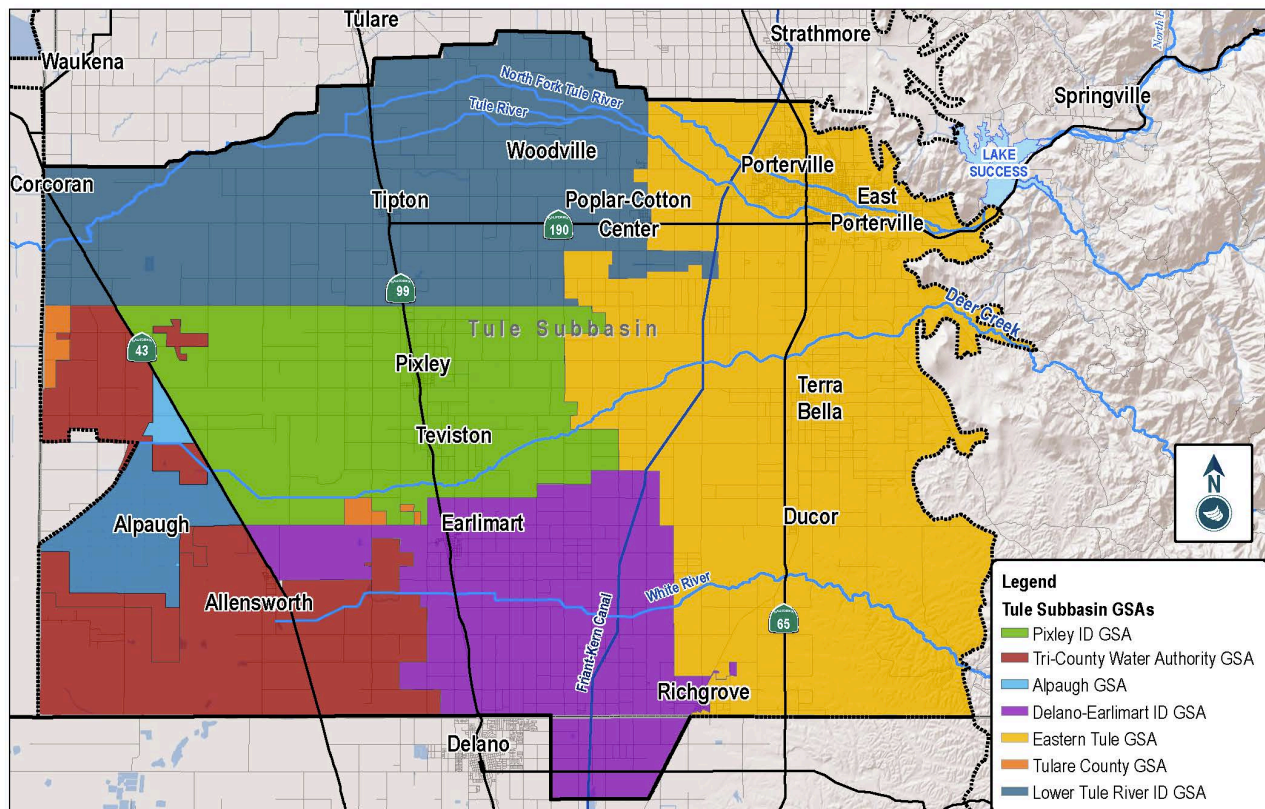 Tulare
Strathmore
North F
Waukena
Springville
North Fork Tule River
Tule River
Woodville
Porterville
LAKE
SUCCESS
Corcoran
Tipton
Poplar-Cotton
Center
East
Porterville
190
99
Deer Creek
Tule Subbasin
43
Pixley
Terra
Bella
Teviston
N
Alpaugh
Earlimart
Ducor
Allensworth
White River
65
Friant-Kern Canal
Richgrove
Delano
Legend
Tule Subbasin GSAs
Pixley ID GSA
Tri-County Water Authority GSA
Alpaugh GSA
Delano-Earlimart ID GSA
Eastern Tule GSA
Tulare County GSA
Lower Tule River ID GSA